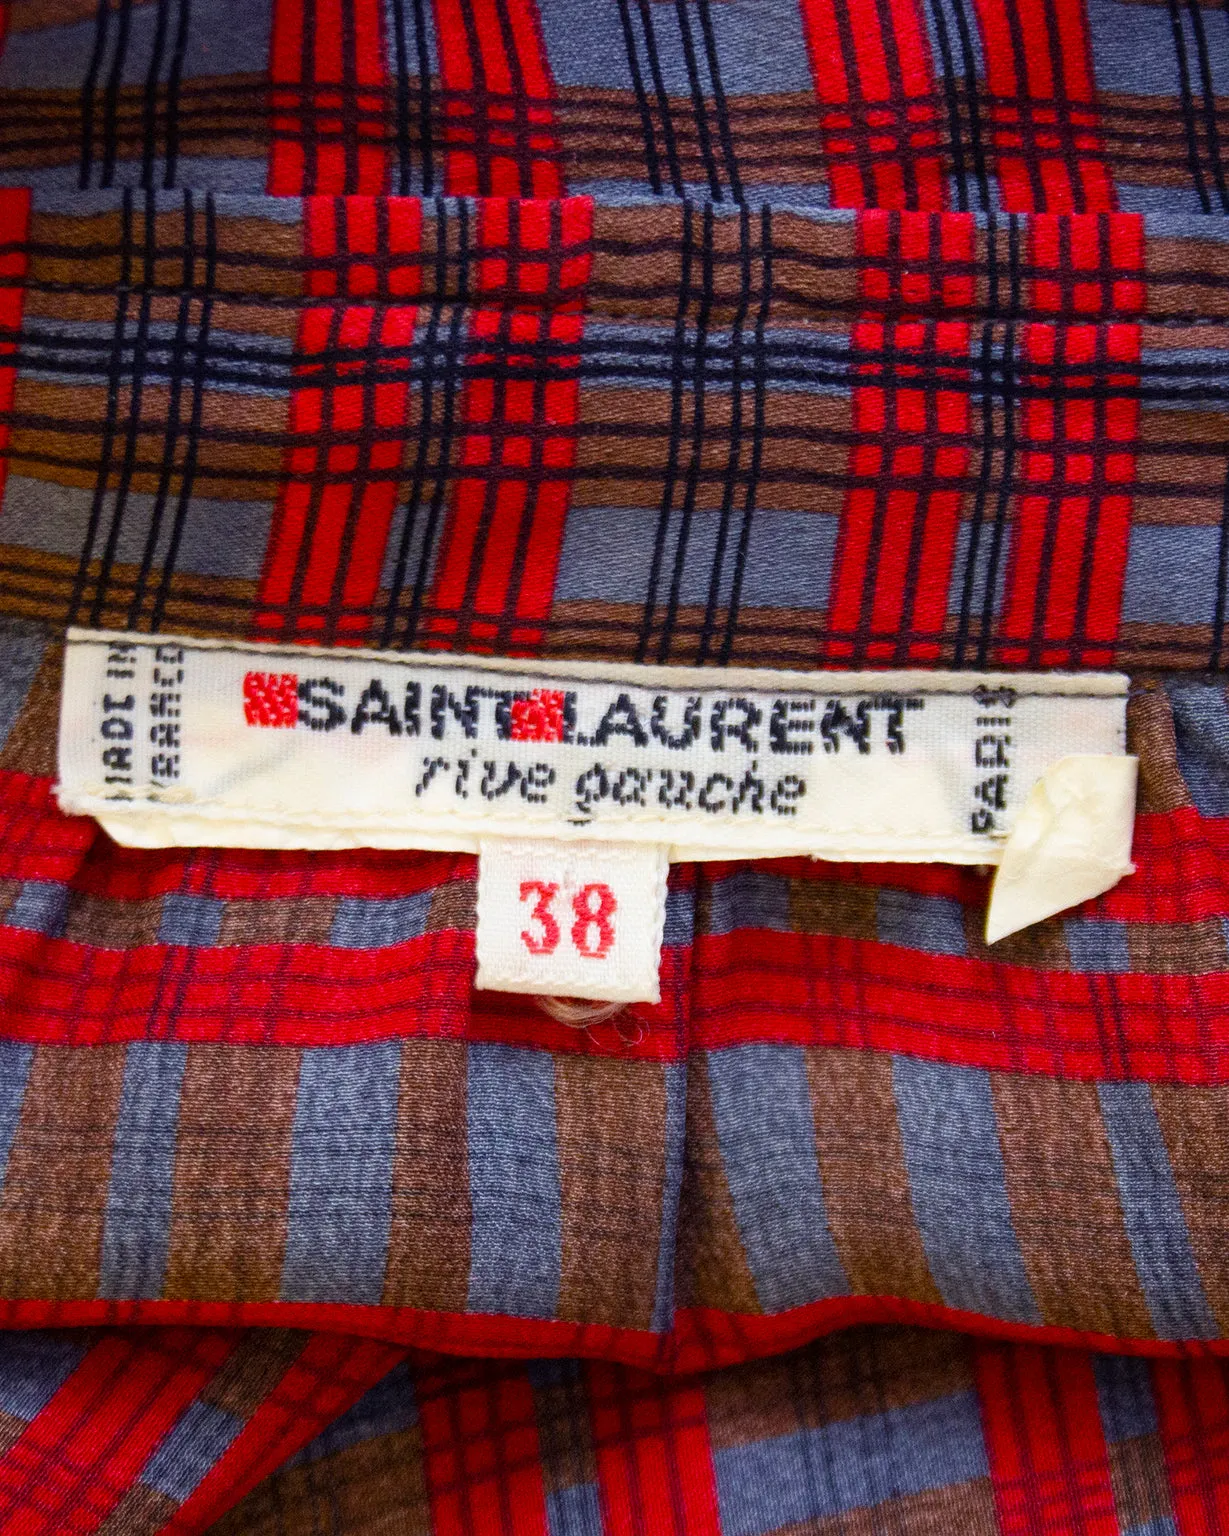 MADE IN
FRANCE
SAINT LAURENT
rive gauche
PARIS
38